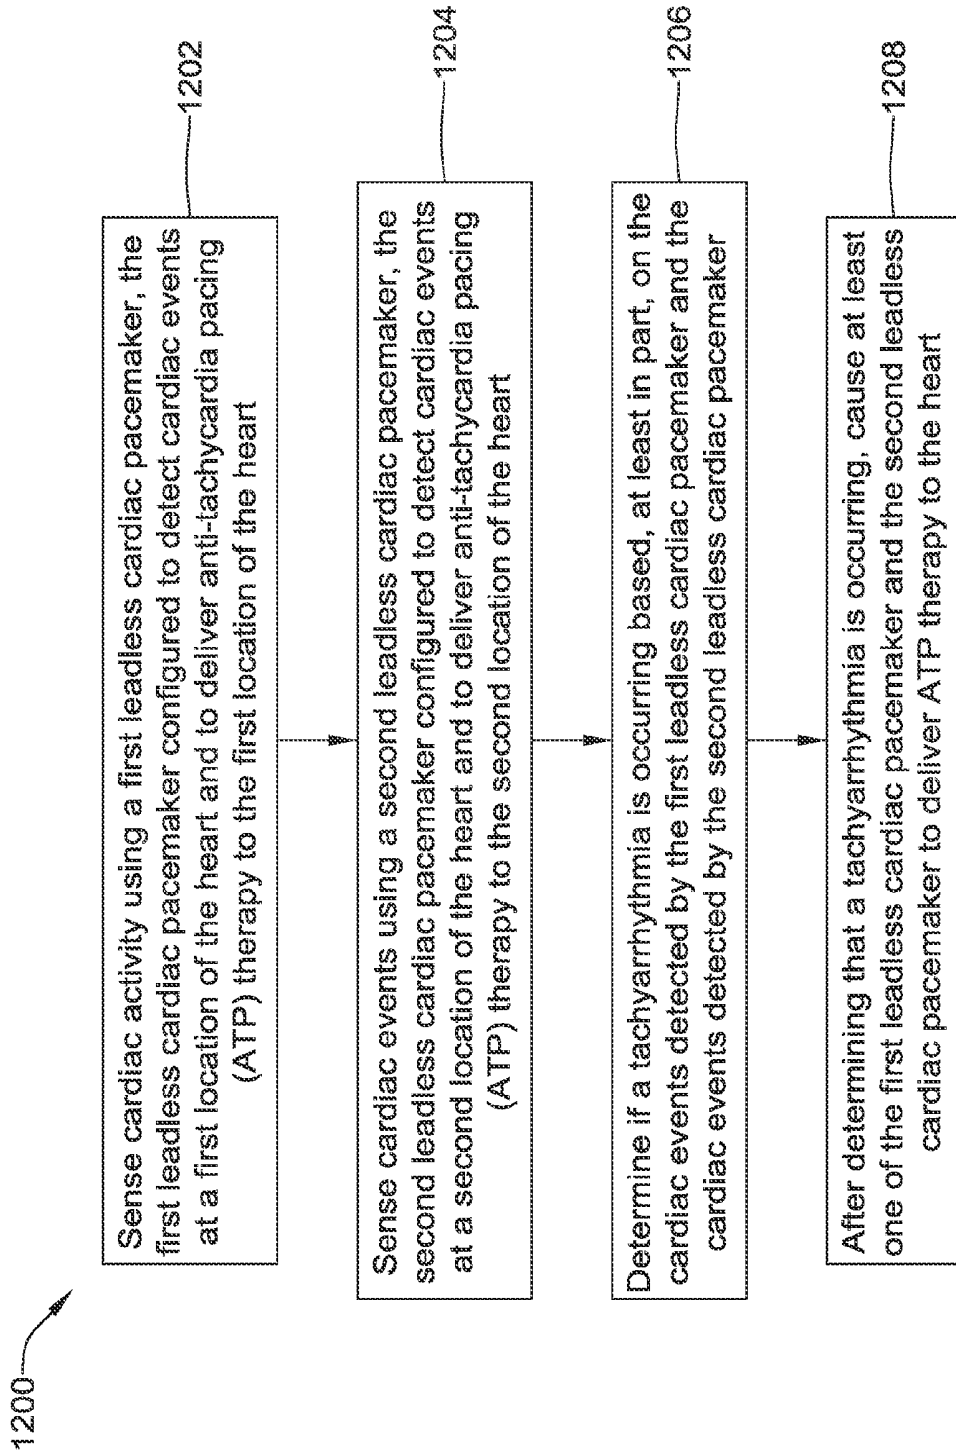 1200
Sense cardiac activity using a first leadless cardiac pacemaker, the
first leadless cardiac pacemaker configured to detect cardiac events
at a first location of the heart and to deliver anti-tachycardia pacing
(ATP) therapy to the first location of the heart
1202
Sense cardiac events using a second leadless cardiac pacemaker, the
second leadless cardiac pacemaker configured to detect cardiac events
at a second location of the heart and to deliver anti-tachycardia pacing
(ATP) therapy to the second location of the heart
1204
Determine if a tachyarrhythmia is occurring based, at least in part, on the
cardiac events detected by the first leadless cardiac pacemaker and the
cardiac events detected by the second leadless cardiac pacemaker
1206
After determining that a tachyarrhythmia is occurring, cause at least
one of the first leadless cardiac pacemaker and the second leadless
cardiac pacemaker to deliver ATP therapy to the heart
1208